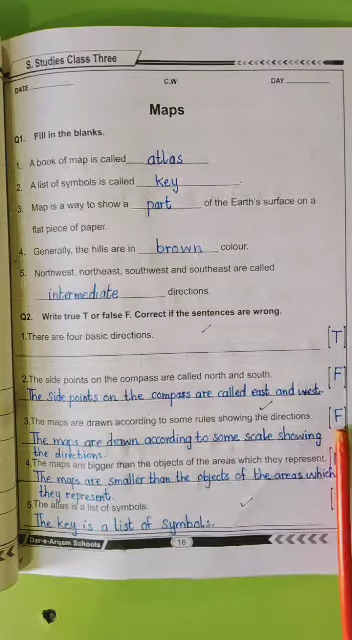 S. Studies Class Three
DATE
C.W
DAY
Maps
Q1. Fill in the blanks.
1. A book of map is called atlas
2. A list of symbols is called key.
3. Map is a way to show a part of the Earth's surface on a
flat piece of paper.
4. Generally, the hills are in brown colour.
5. Northwest, northeast, southwest and southeast are called
intermediate directions.
Q2. Write true T or false F. Correct if the sentences are wrong.
1.There are four basic directions. [T
2.The side points on the compass are called north and south. [F
The side points on the compass are called east and west.
3.The maps are drawn according to some rules showing the directions. [F
The maps are drawn according to some scale showing
the directions.
4.The maps are bigger than the objects of the areas which they represent. [
The maps are smaller than the objects of the areas which
they represent.
5.The atlas is a list of symbols. [
The key is a list of symbols.
Dar-e-Arqam Schools
16